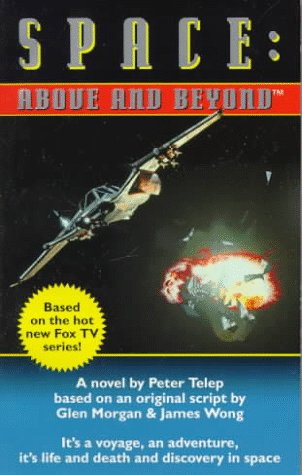 SPACE:
ABOVE AND BEYOND™
Based
on the hot
new Fox TV
series!
A novel by Peter Telep
based on an original script by
Glen Morgan & James Wong
It's a voyage, an adventure,
it's life and death and discovery in space